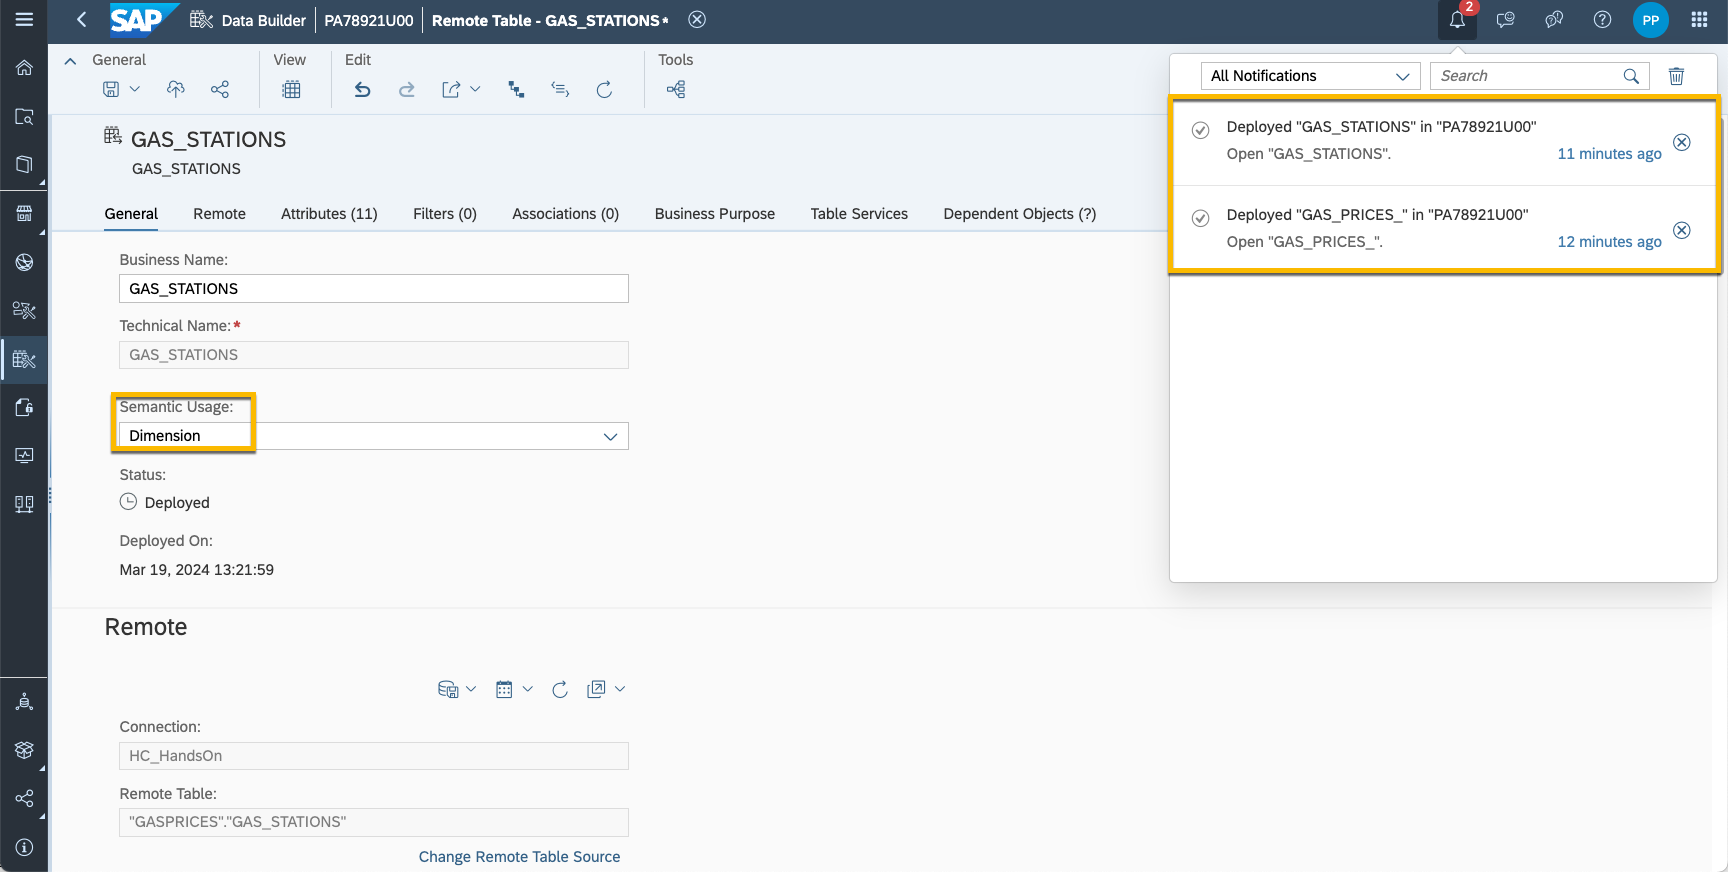 SAP Data Builder PA78921U00 Remote Table - GAS_STATIONS*
2
PP
General
View
Edit
Tools
All Notifications
Search
Deployed "GAS_STATIONS" in "PA78921U00"
Open "GAS_STATIONS". 11 minutes ago
Deployed "GAS_PRICES_" in "PA78921U00"
Open "GAS_PRICES_". 12 minutes ago
GAS_STATIONS
GAS_STATIONS
General Remote Attributes (11) Filters (0) Associations (0) Business Purpose Table Services Dependent Objects (?)
Business Name:
GAS_STATIONS
Technical Name:*
GAS_STATIONS
Semantic Usage:
Dimension
Status:
Deployed
Deployed On:
Mar 19, 2024 13:21:59
Remote
Connection:
HC_HandsOn
Remote Table:
"GASPRICES"."GAS_STATIONS"
Change Remote Table Source